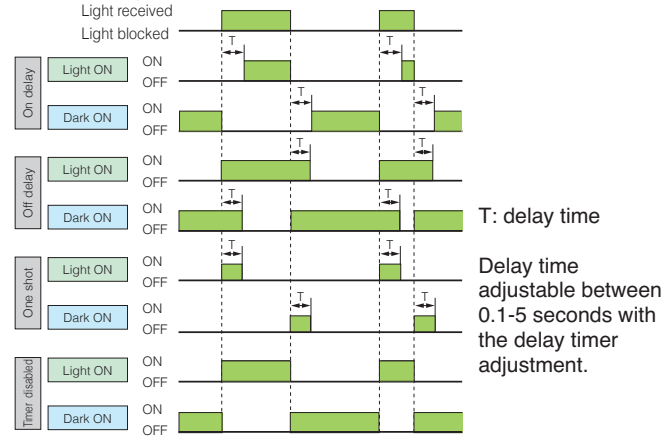 Light received
Light blocked
T T
On delay
Light ON ON
OFF
T T
Dark ON ON
OFF
T T
Off delay
Light ON ON
OFF
T T
Dark ON ON
OFF
T: delay time
T T
One shot
Light ON ON
OFF
T T
Dark ON ON
OFF
Delay time
adjustable between
0.1-5 seconds with
the delay timer
adjustment.
Timer disabled
Light ON ON
OFF
Dark ON ON
OFF